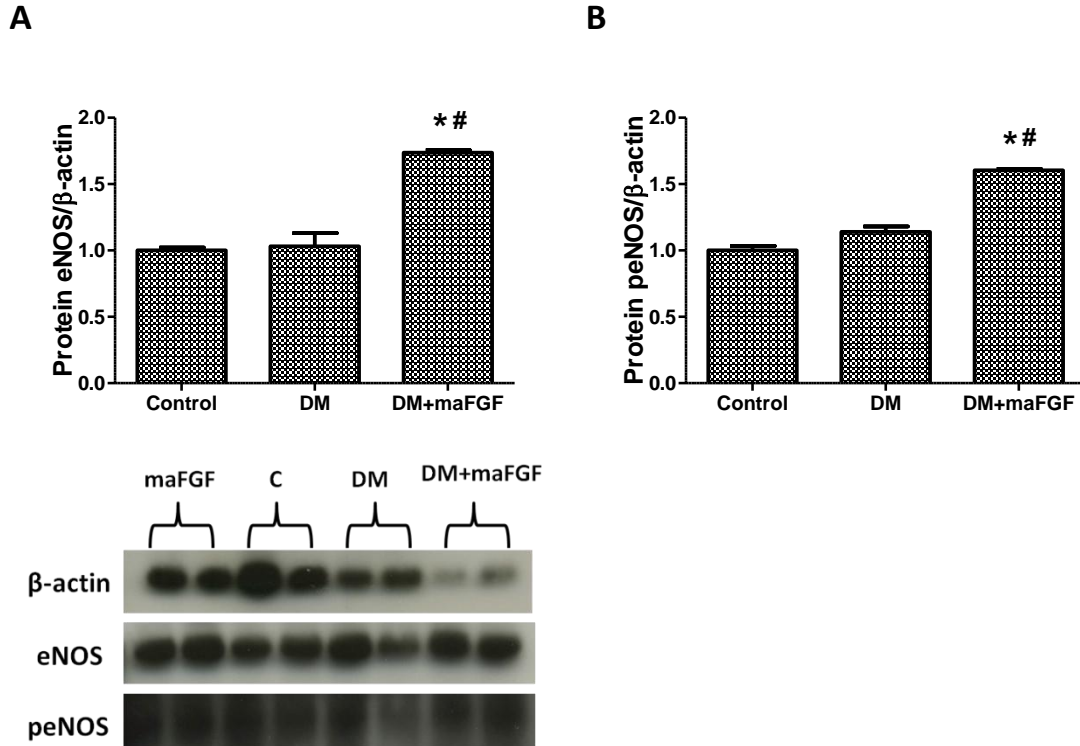 A
B
Protein eNOS/β-actin
2.0
1.5
1.0
0.5
0.0
*#
Control DM DM+maFGF
Protein peNOS/β-actin
2.0
1.5
1.0
0.5
0.0
*#
Control DM DM+maFGF
maFGF C DM DM+maFGF
β-actin
eNOS
peNOS